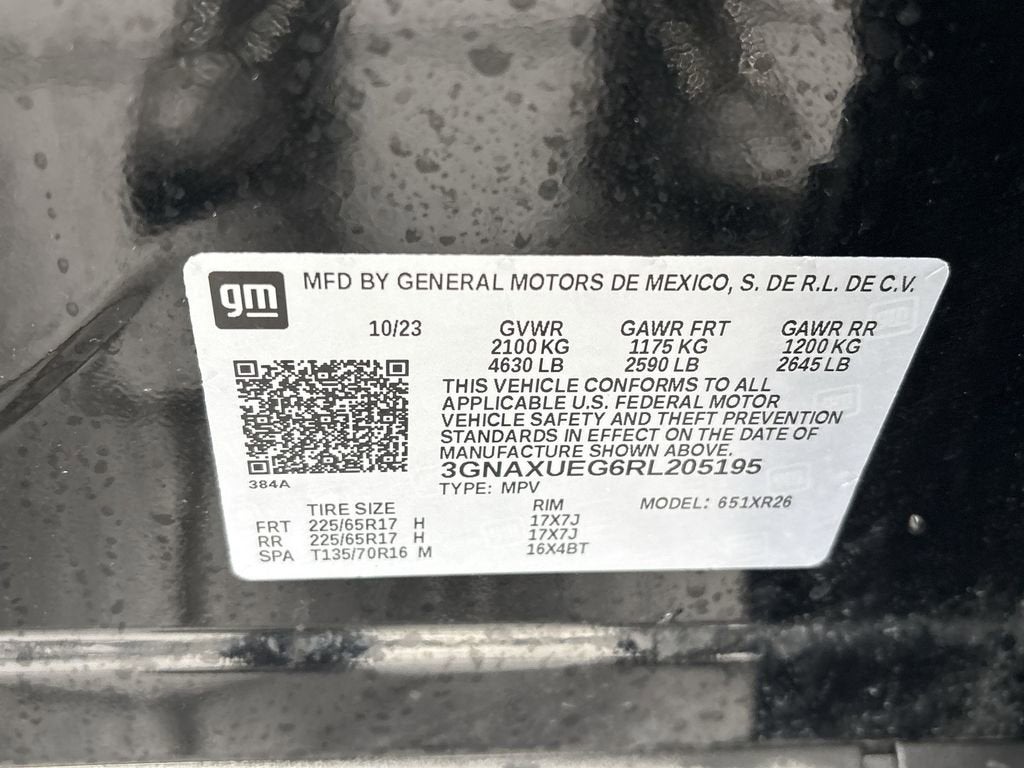 gm
MFD BY GENERAL MOTORS DE MEXICO, S. DE R.L. DE C.V.
10/23 GVWR GAWR FRT GAWR RR
2100 KG 1175 KG 1200 KG
4630 LB 2590 LB 2645 LB
THIS VEHICLE CONFORMS TO ALL
APPLICABLE U.S. FEDERAL MOTOR
VEHICLE SAFETY AND THEFT PREVENTION
STANDARDS IN EFFECT ON THE DATE OF
MANUFACTURE SHOWN ABOVE.
3GNAXUEG6RL205195
384A
TYPE: MPV
TIRE SIZE RIM MODEL: 651XR26
FRT 225/65R17 H 17X7J
RR 225/65R17 H 17X7J
SPA T135/70R16 M 16X4BT